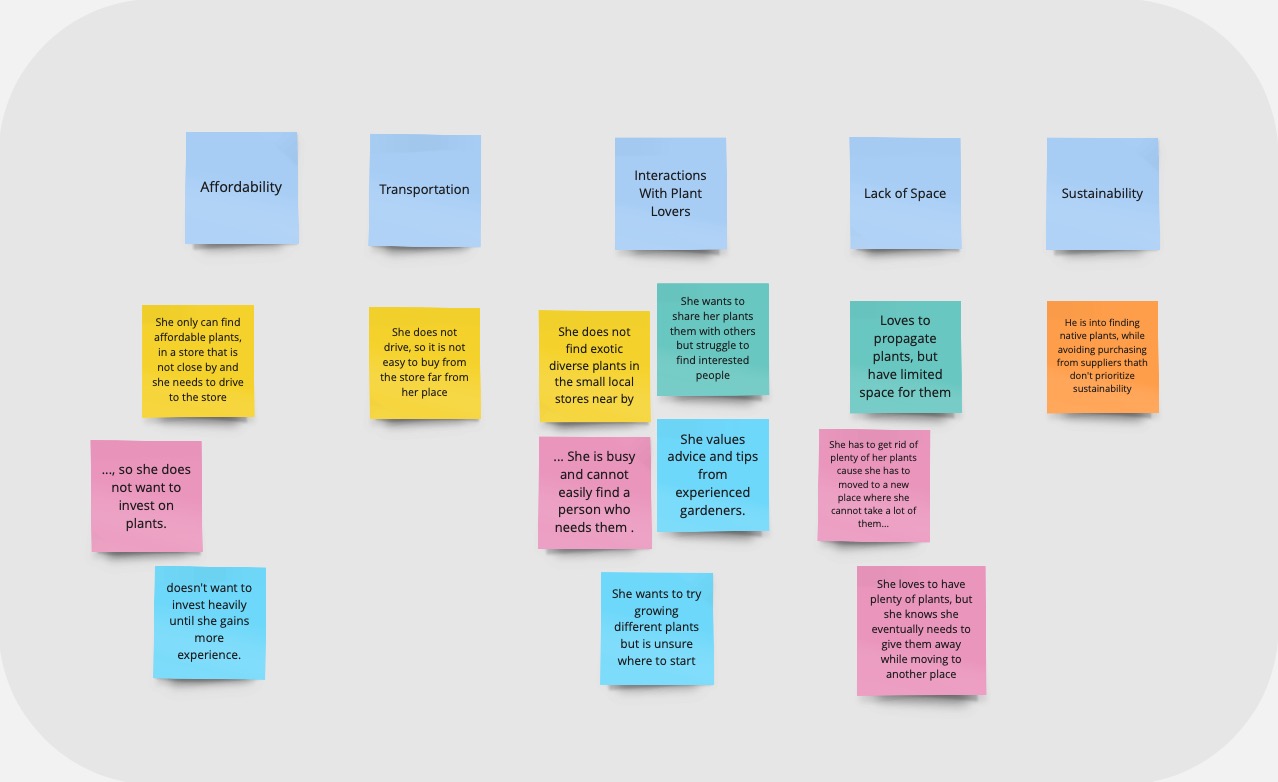 Affordability
Transportation
Interactions
With Plant
Lovers
Lack of Space
Sustainability
She only can find
affordable plants,
in a store that is
not close by and
she needs to drive
to the store
..., so she does
not want to
invest on
plants.
doesn't want to
invest heavily
until she gains
more
experience.
She does not
drive, so it is not
easy to buy from
the store far from
her place
She does not
find exotic
diverse plants in
the small local
stores near by
She wants to
share her plants
them with others
but struggle to
find interested
people
... She is busy
and cannot
easily find a
person who
needs them .
She values
advice and tips
from
experienced
gardeners.
She wants to try
growing
different plants
but is unsure
where to start
Loves to
propagate
plants, but
have limited
space for them
She has to get rid of
plenty of her plants
cause she has to
moved to a new
place where she
cannot take a lot of
them...
She loves to have
plenty of plants, but
she knows she
eventually needs to
give them away
while moving to
another place
He is into finding
native plants, while
avoiding purchasing
from suppliers thath
don't prioritize
sustainability